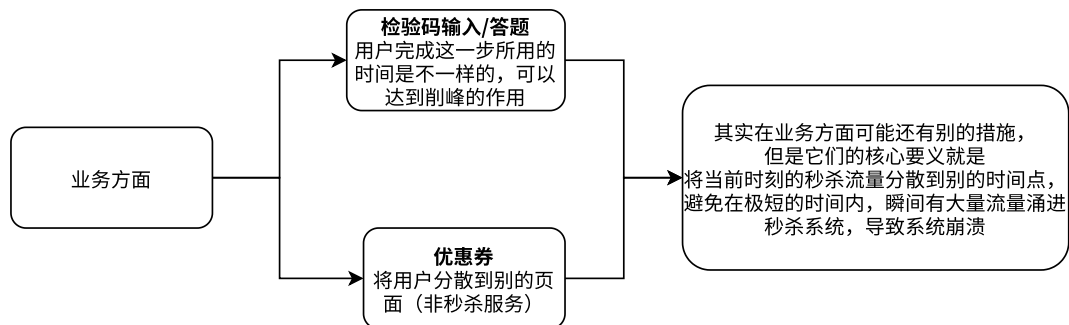 业务方面
检验码输入/答题
用户完成这一步所用的
时间是不一样的，可以
达到削峰的作用
优惠券
将用户分散到别的页
面（非秒杀服务）
其实在业务方面可能还有别的措施，
但是它们的核心要义就是
将当前时刻的秒杀流量分散到别的时间点，
避免在极短的时间内，瞬间有大量流量涌进
秒杀系统，导致系统崩溃